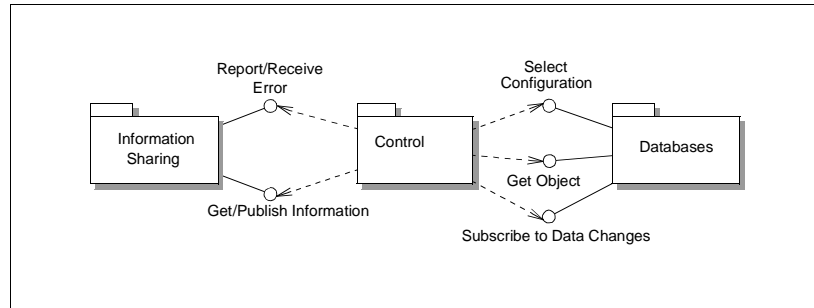 Report/Receive
Error
Select
Configuration
Information
Sharing
Control
Databases
Get Object
Get/Publish Information
Subscribe to Data Changes